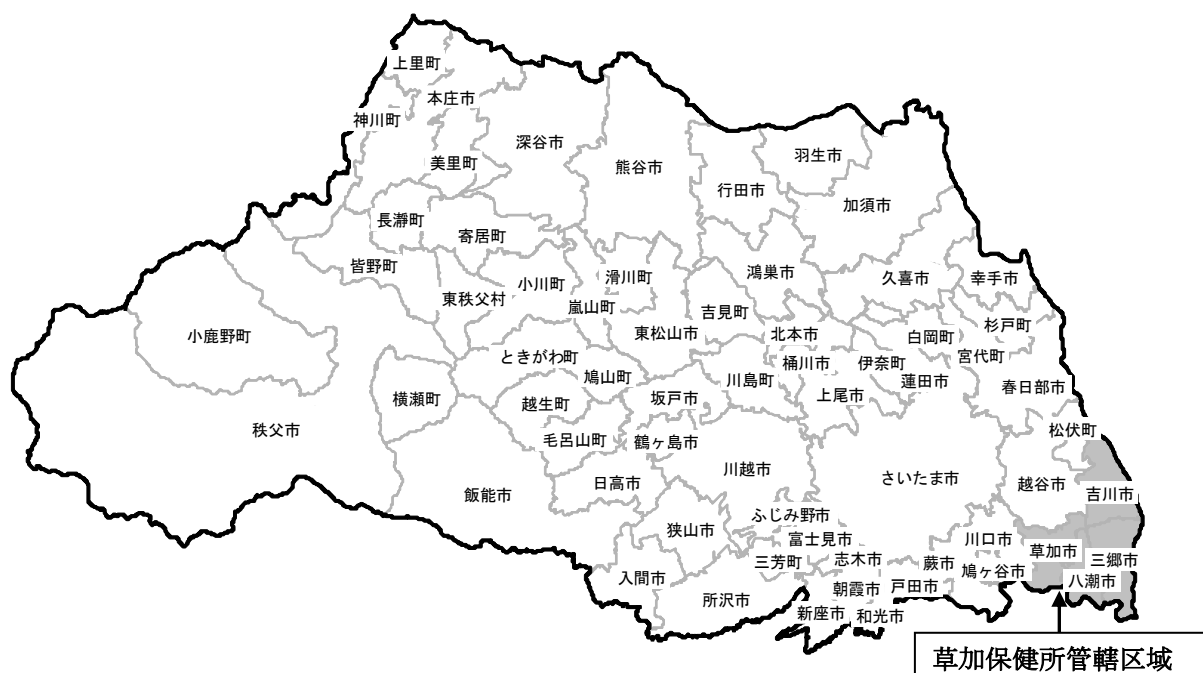 上里町
本庄市
神川町
深谷市
羽生市
美里町
熊谷市
行田市
加須市
長瀞町
寄居町
皆野町
小川町
滑川町
鴻巣市
久喜市
幸手市
東秩父村
嵐山町
吉見町
小鹿野町
東松山市
北本市
白岡町
杉戸町
ときがわ町
桶川市
伊奈町
宮代町
鳩山町
川島町
蓮田市
春日部市
横瀬町
越生町
坂戸市
上尾市
秩父市
毛呂山町
鶴ヶ島市
松伏町
川越市
さいたま市
飯能市
日高市
越谷市
吉川市
ふじみ野市
狭山市
富士見市
川口市
草加市
入間市
三芳町
志木市
蕨市
鳩ヶ谷市
三郷市
八潮市
所沢市
朝霞市
戸田市
新座市
和光市
草加保健所管轄区域